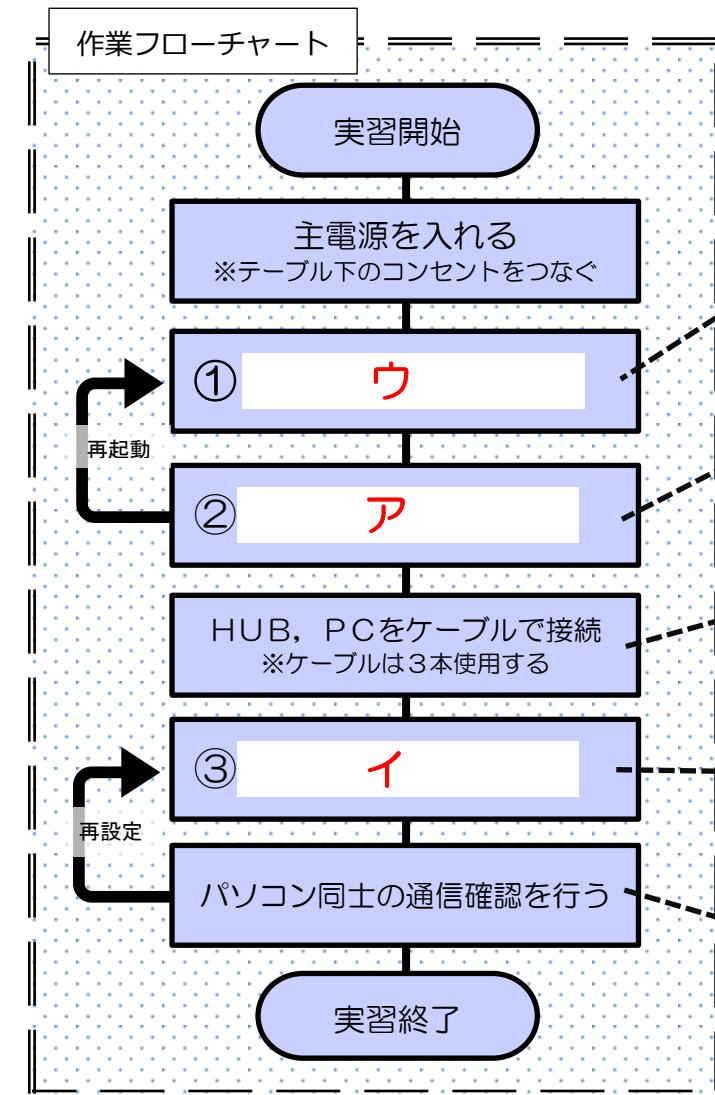 作業フローチャート
実習開始
主電源を入れる
※テーブル下のコンセントをつなぐ
① ウ
再起動
② ア
HUB，PCをケーブルで接続
※ケーブルは３本使用する
③ イ
再設定
パソコン同士の通信確認を行う
実習終了